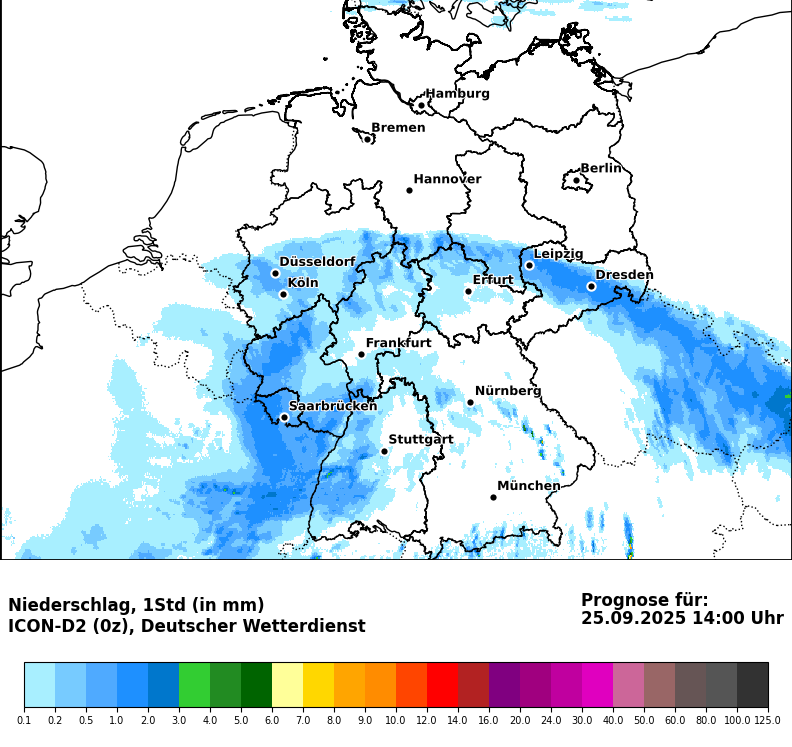 Hamburg
Bremen
Berlin
Hannover
Leipzig
Düsseldorf
Dresden
Köln
Erfurt
Frankfurt
Nürnberg
Saarbrücken
Stuttgart
München
Niederschlag, 1Std (in mm)
ICON-D2 (0z), Deutscher Wetterdienst
Prognose für:
25.09.2025 14:00 Uhr
0.1 0.2 0.5 1.0 2.0 3.0 4.0 5.0 6.0 7.0 8.0 9.0 10.0 12.0 14.0 16.0 20.0 24.0 30.0 40.0 50.0 60.0 80.0 100.0 125.0